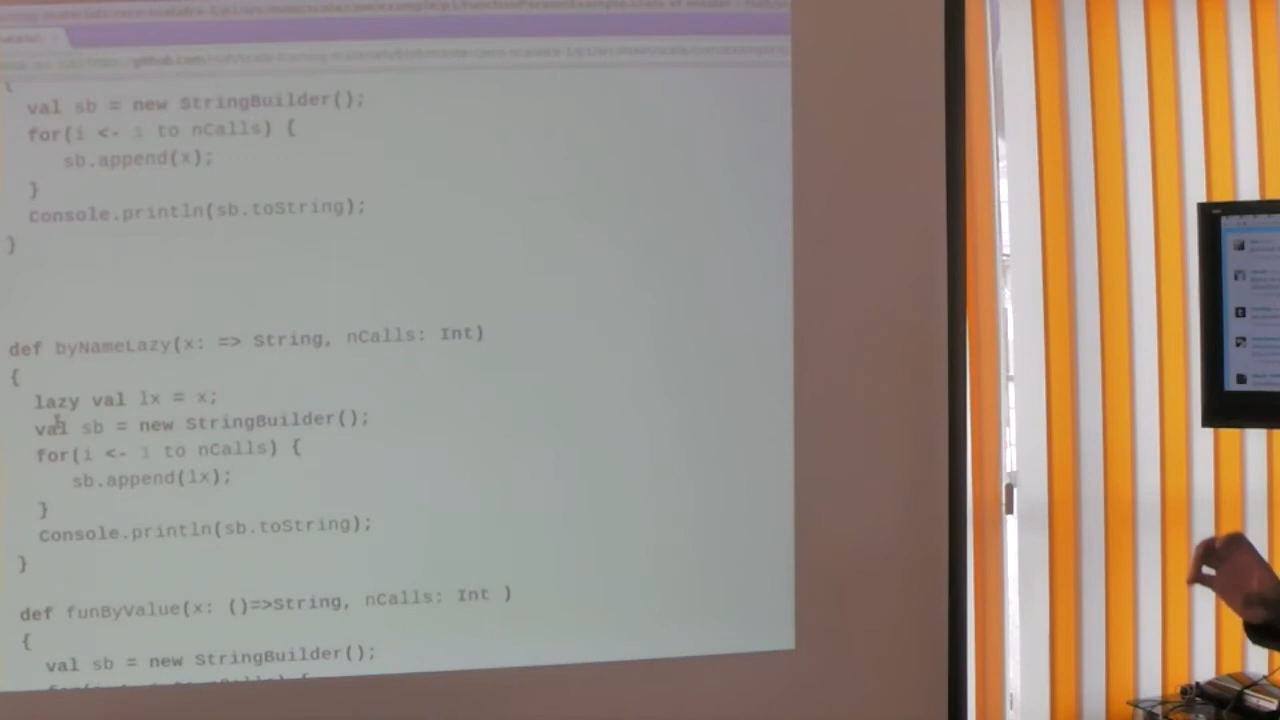 github.com
{
val sb = new StringBuilder();
for(i <- 1 to nCalls) {
sb.append(x);
}
Console.println(sb.toString);
}
def byNameLazy(x: => String, nCalls: Int)
{
lazy val lx = x;
val sb = new StringBuilder();
for(i <- 1 to nCalls) {
sb.append(lx);
}
Console.println(sb.toString);
}
def funByValue(x: ()=>String, nCalls: Int )
{
val sb = new StringBuilder();